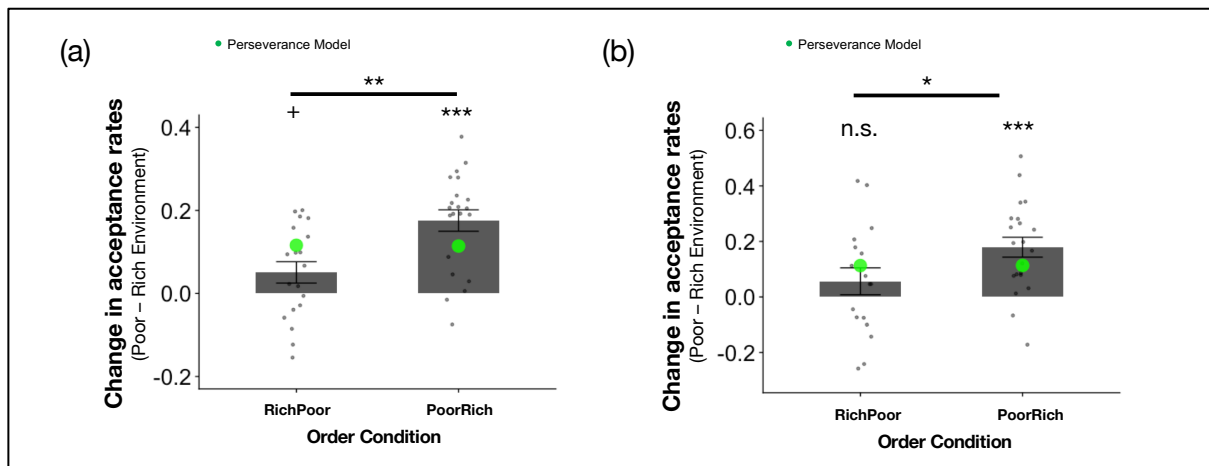 (a)
Perseverance Model
**
+
***
Change in acceptance rates
(Poor – Rich Environment)
0.4
0.2
0.0
-0.2
RichPoor
PoorRich
Order Condition
(b)
Perseverance Model
*
n.s.
***
Change in acceptance rates
(Poor – Rich Environment)
0.6
0.4
0.2
0.0
-0.2
RichPoor
PoorRich
Order Condition